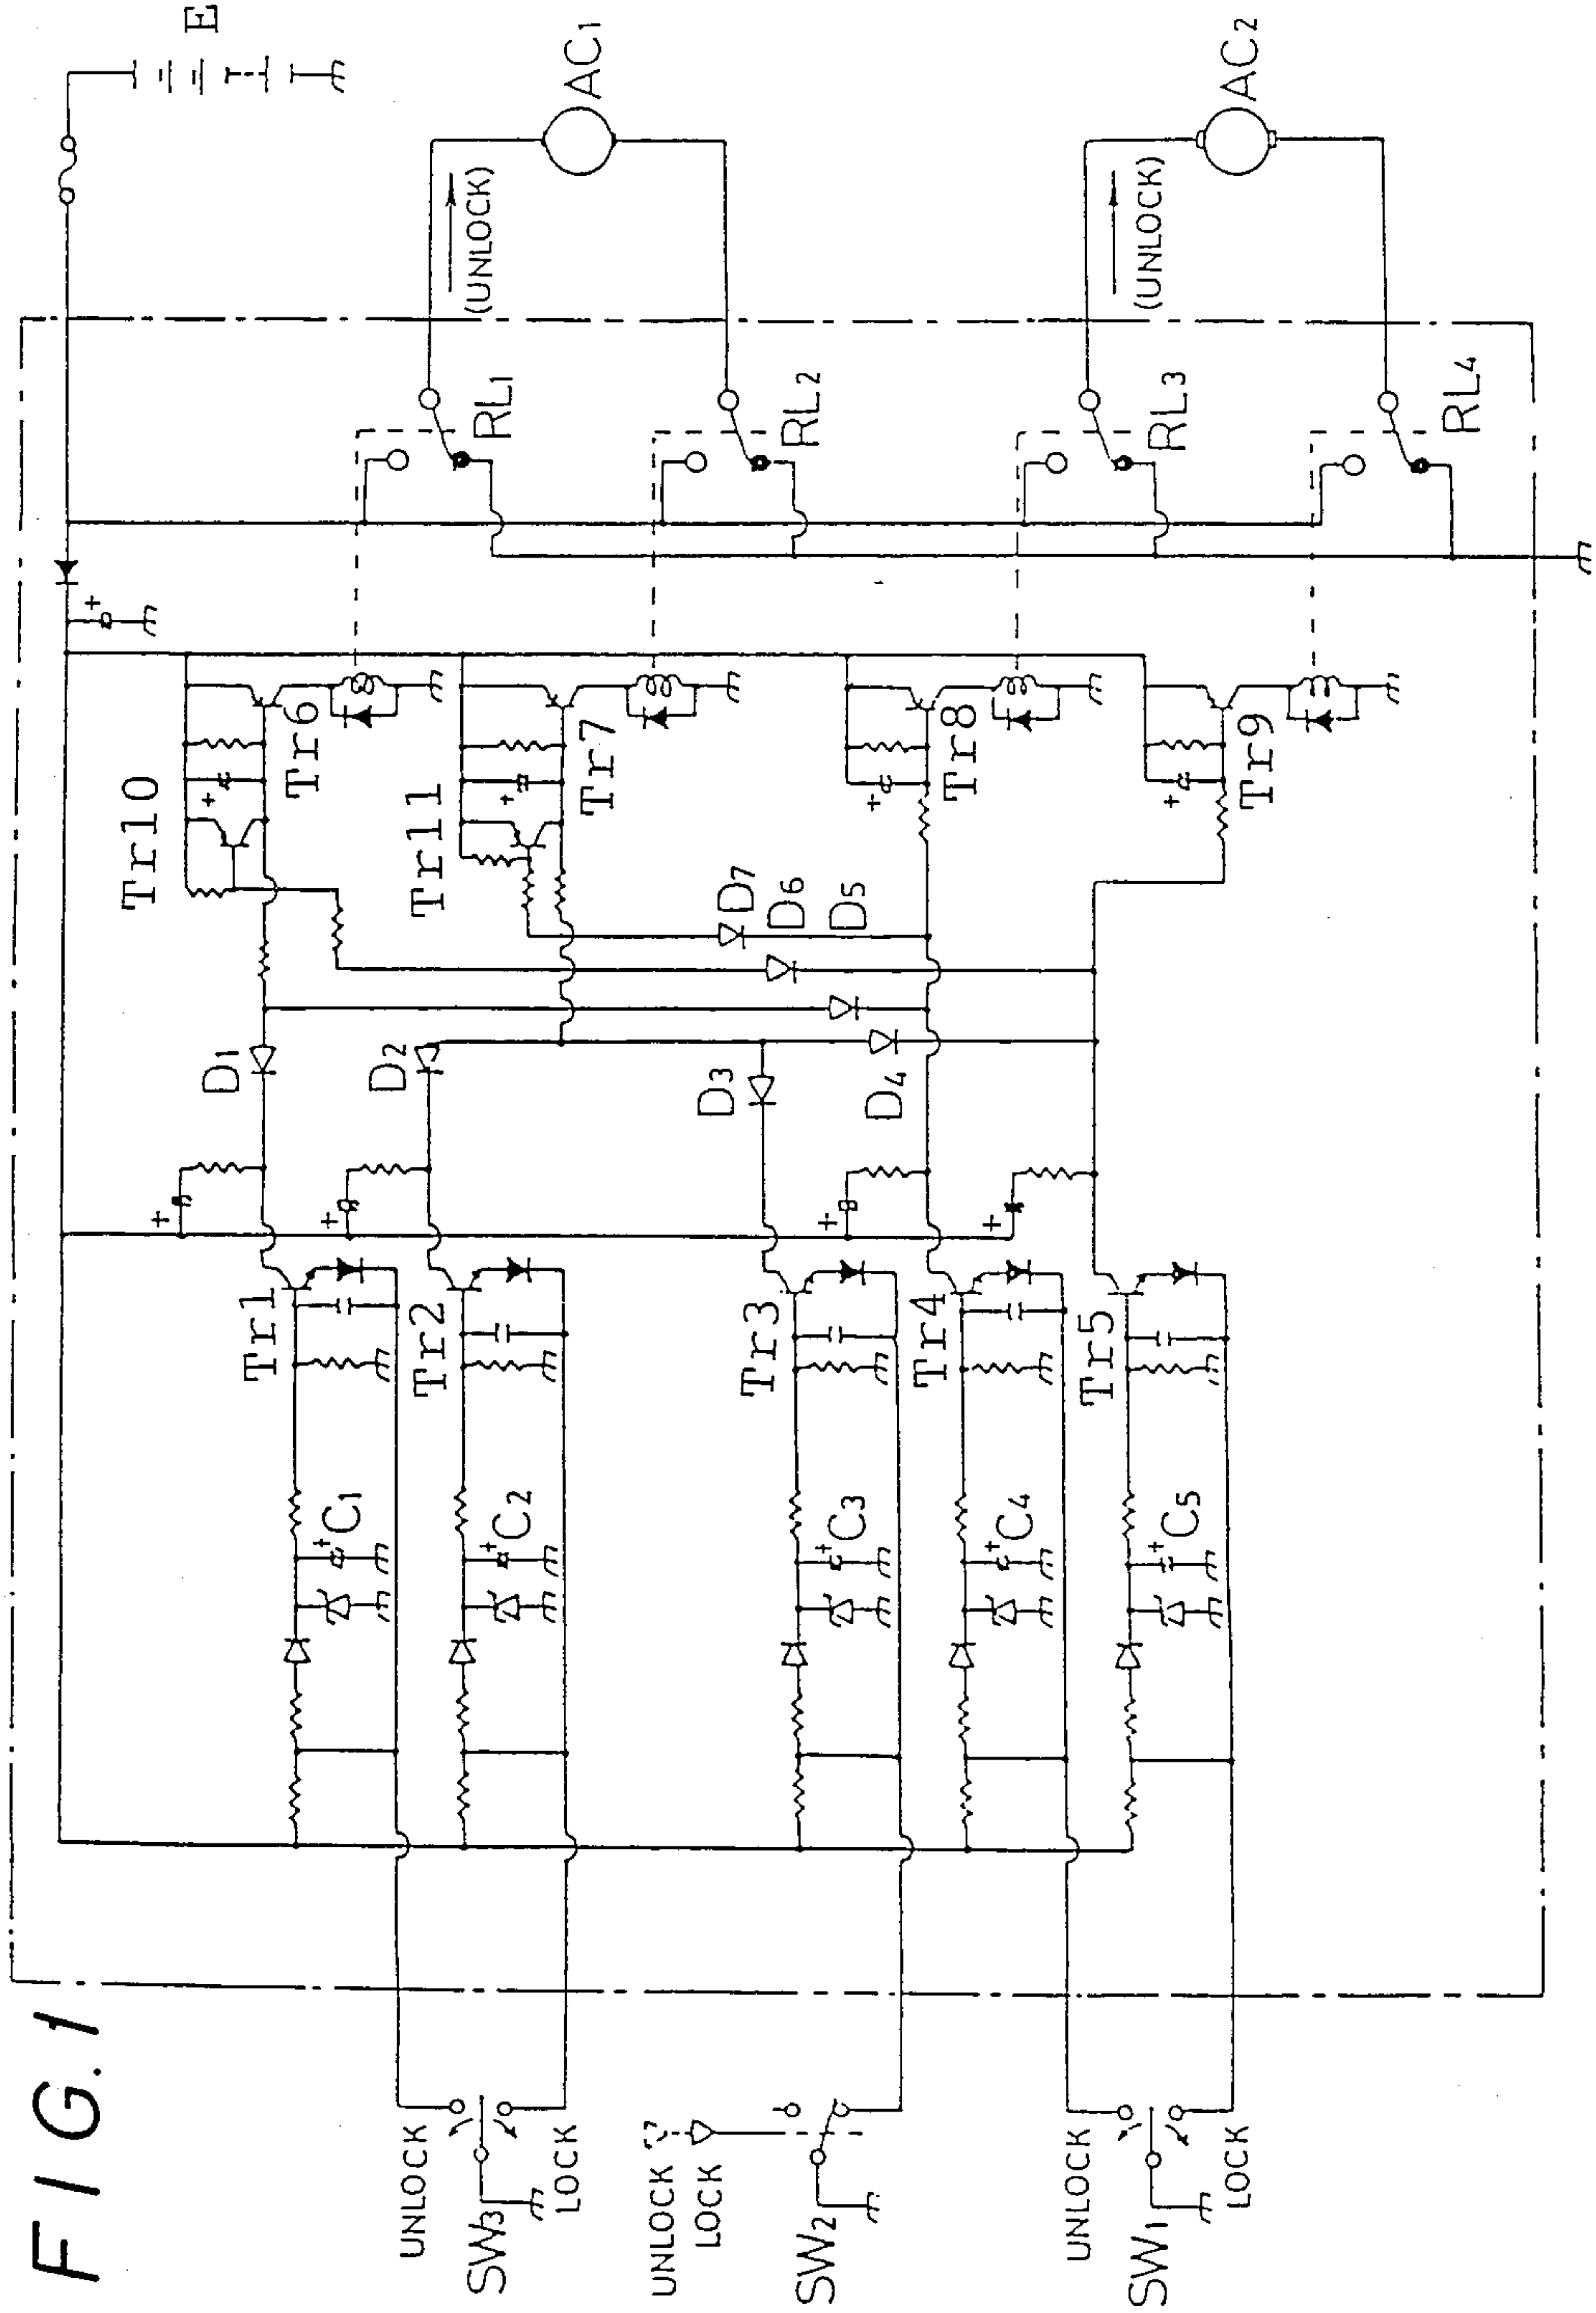 FIG.1
E
Tr10
Tr6
RL1
(UNLOCK)
AC1
D1
Tr1
C1
UNLOCK
SW3
LOCK
Tr11
Tr7
RL2
D2
Tr2
C2
D7
D6
D5
D3
D4
Tr3
C3
UNLOCK
LOCK
SW2
Tr8
RL3
(UNLOCK)
AC2
Tr4
C4
UNLOCK
SW1
LOCK
Tr9
RL4
Tr5
C5
+
+
+
+
+
+
+
+
+
+
+
+
+
+